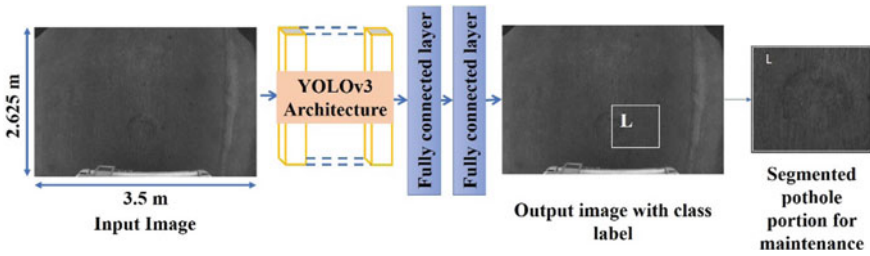 2.625 m
3.5 m
Input Image
YOLOv3
Architecture
Fully connected layer
Fully connected layer
L
Output image with class
label
L
Segmented
pothole
portion for
maintenance